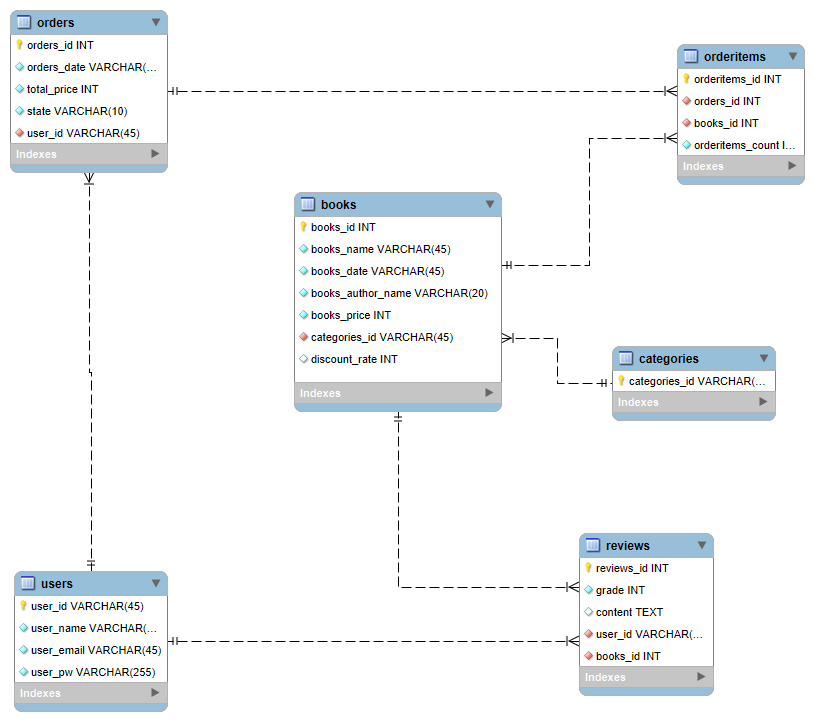 orders
orders_id INT
orders_date VARCHAR(...
total_price INT
state VARCHAR(10)
user_id VARCHAR(45)
Indexes
orderitems
orderitems_id INT
orders_id INT
books_id INT
orderitems_count I...
Indexes
books
books_id INT
books_name VARCHAR(45)
books_date VARCHAR(45)
books_author_name VARCHAR(20)
books_price INT
categories_id VARCHAR(45)
discount_rate INT
Indexes
categories
categories_id VARCHAR(...
Indexes
reviews
reviews_id INT
grade INT
content TEXT
user_id VARCHAR(...
books_id INT
Indexes
users
user_id VARCHAR(45)
user_name VARCHAR(...
user_email VARCHAR(45)
user_pw VARCHAR(255)
Indexes